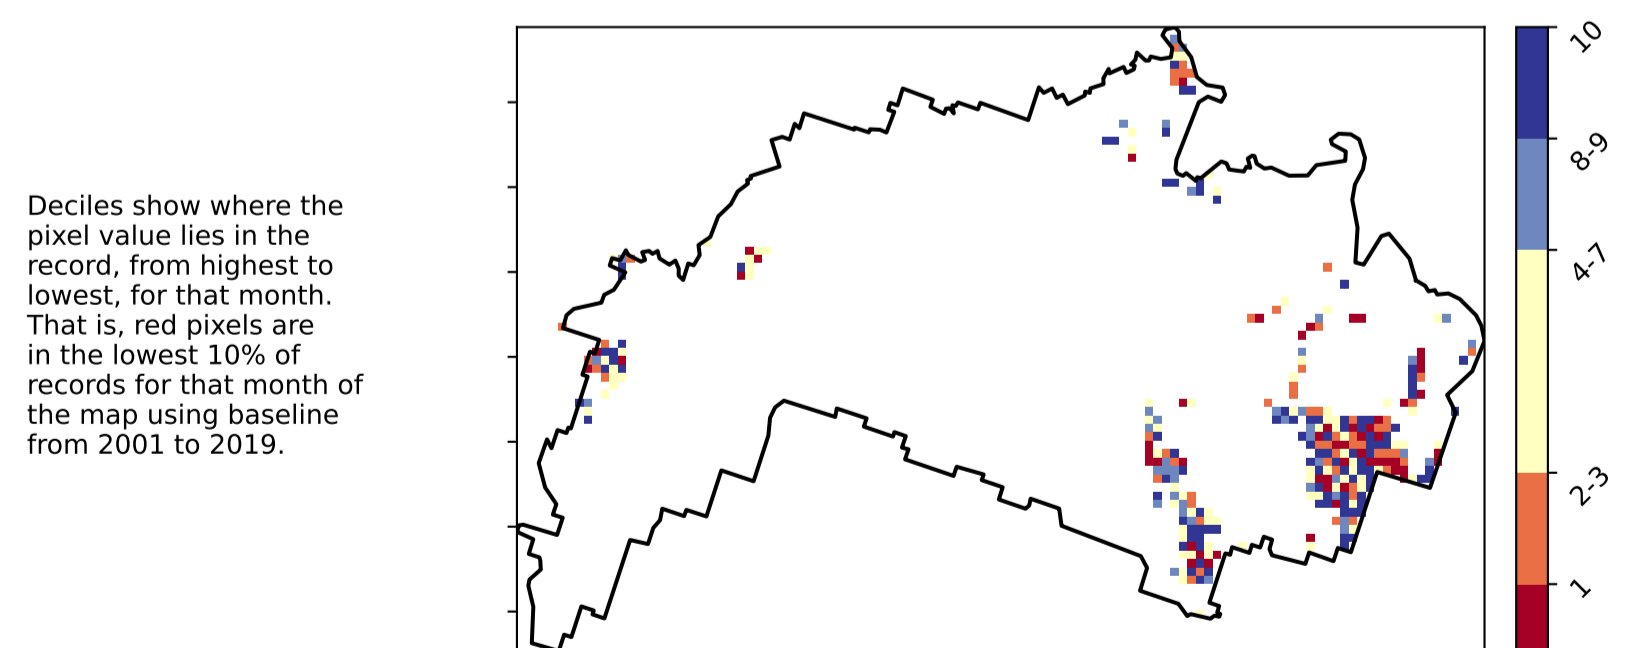 Deciles show where the
pixel value lies in the
record, from highest to
lowest, for that month.
That is, red pixels are
in the lowest 10% of
records for that month of
the map using baseline
from 2001 to 2019.
10
8-9
4-7
2-3
1